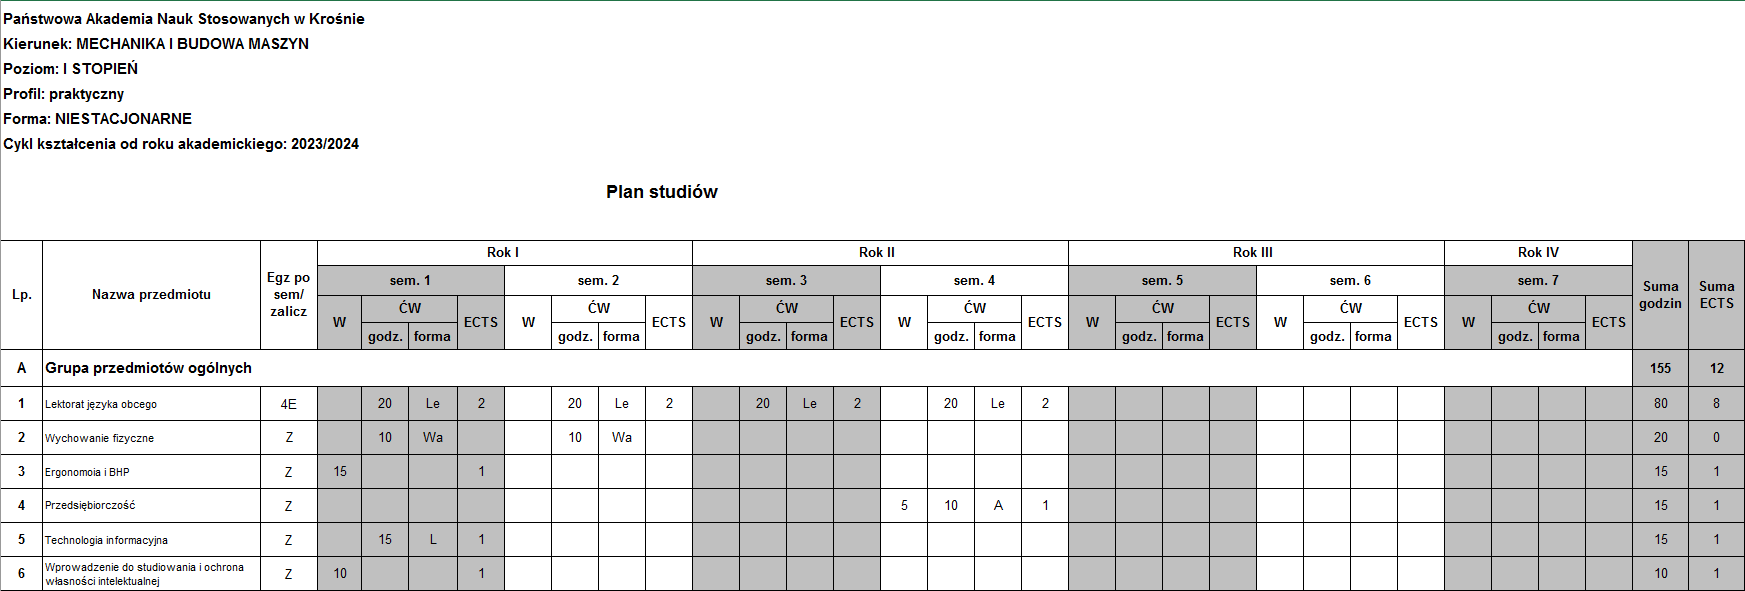 Państwowa Akademia Nauk Stosowanych w Krośnie
Kierunek: MECHANIKA I BUDOWA MASZYN
Poziom: I STOPIEŃ
Profil: praktyczny
Forma: NIESTACJONARNE
Cykl kształcenia od roku akademickiego: 2023/2024
Plan studiów
Lp. Nazwa przedmiotu Egz po sem/ zalicz Rok I Rok II Rok III Rok IV Suma godzin Suma ECTS
sem. 1 sem. 2 sem. 3 sem. 4 sem. 5 sem. 6 sem. 7
W ĆW ECTS W ĆW ECTS W ĆW ECTS W ĆW ECTS W ĆW ECTS W ĆW ECTS W ĆW ECTS
godz. forma godz. forma godz. forma godz. forma godz. forma godz. forma godz. forma
A Grupa przedmiotów ogólnych 155 12
1 Lektorat języka obcego 4E 20 Le 2 20 Le 2 20 Le 2 20 Le 2 80 8
2 Wychowanie fizyczne Z 10 Wa 10 Wa 20 0
3 Ergonomoia i BHP Z 15 1 15 1
4 Przedsiębiorczość Z 5 10 A 1 15 1
5 Technologia informacyjna Z 15 L 1 15 1
6 Wprowadzenie do studiowania i ochrona własności intelektualnej Z 10 1 10 1